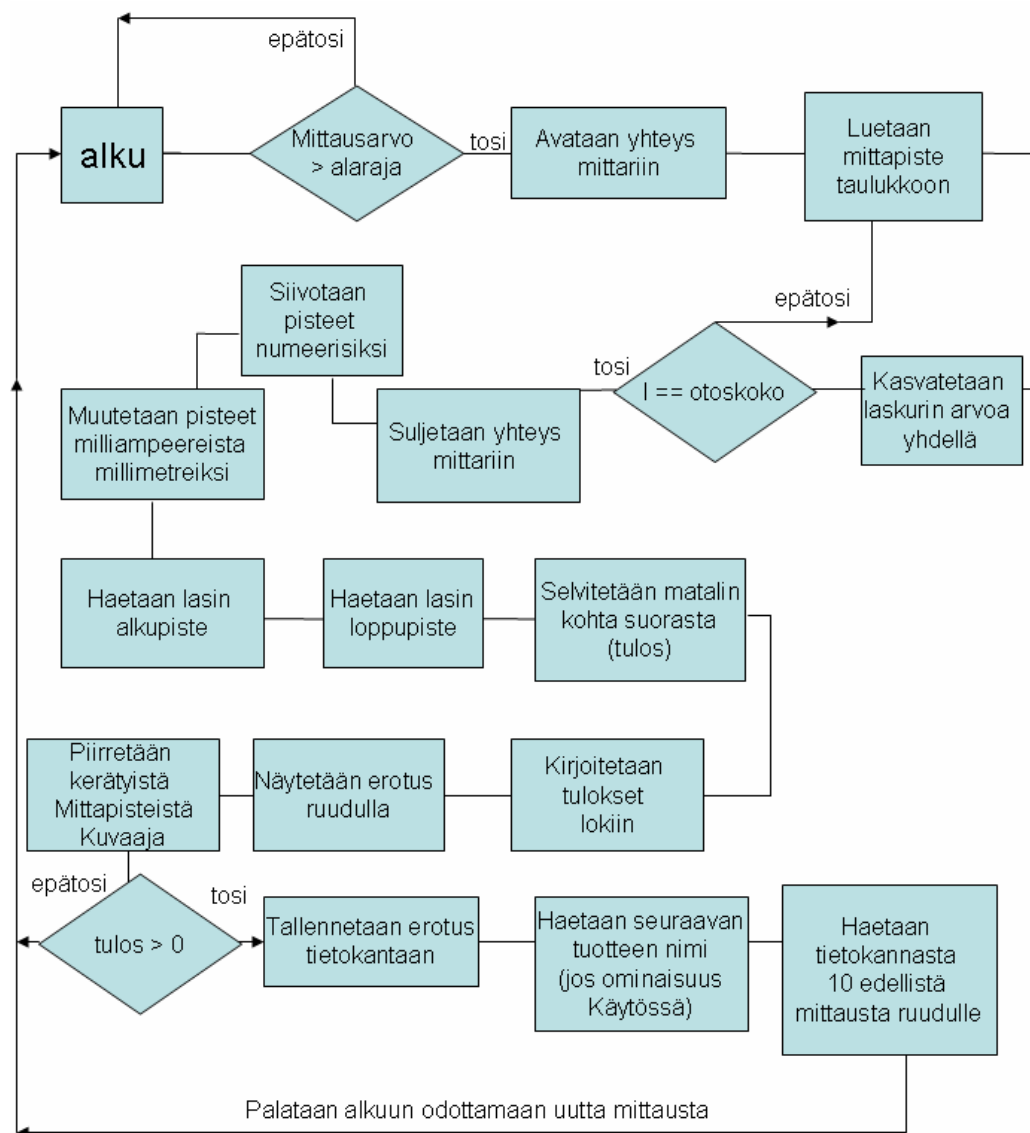 epätosi
alku
Mittausarvo
> alaraja
tosi
Avataan yhteys
mittariin
Luetaan
mittapiste
taulukkoon
epätosi
Siivotaan
pisteet
numeerisiksi
tosi
I == otoskoko
Kasvatetaan
laskurin arvoa
yhdellä
Muutetaan pisteet
milliampeereista
millimetreiksi
Suljetaan yhteys
mittariin
Haetaan lasin
alkupiste
Haetaan lasin
loppupiste
Selvitetään matalin
kohta suorasta
(tulos)
Piirretään
kerätyistä
Mittapisteistä
Kuvaaja
Näytetään erotus
ruudulla
Kirjoitetaan
tulokset
lokiin
epätosi
tosi
tulos > 0
Tallennetaan erotus
tietokantaan
Haetaan seuraavan
tuotteen nimi
(jos ominaisuus
Käytössä)
Haetaan
tietokannasta
10 edellistä
mittausta ruudulle
Palataan alkuun odottamaan uutta mittausta